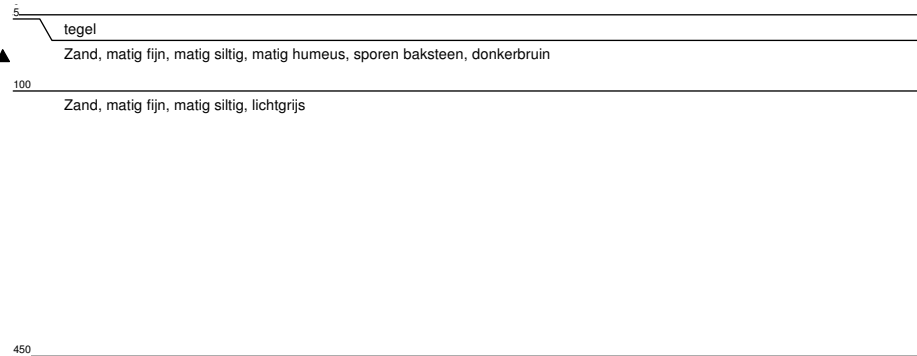 5
tegel
Zand, matig fijn, matig siltig, matig humeus, sporen baksteen, donkerbruin
100
Zand, matig fijn, matig siltig, lichtgrijs
450